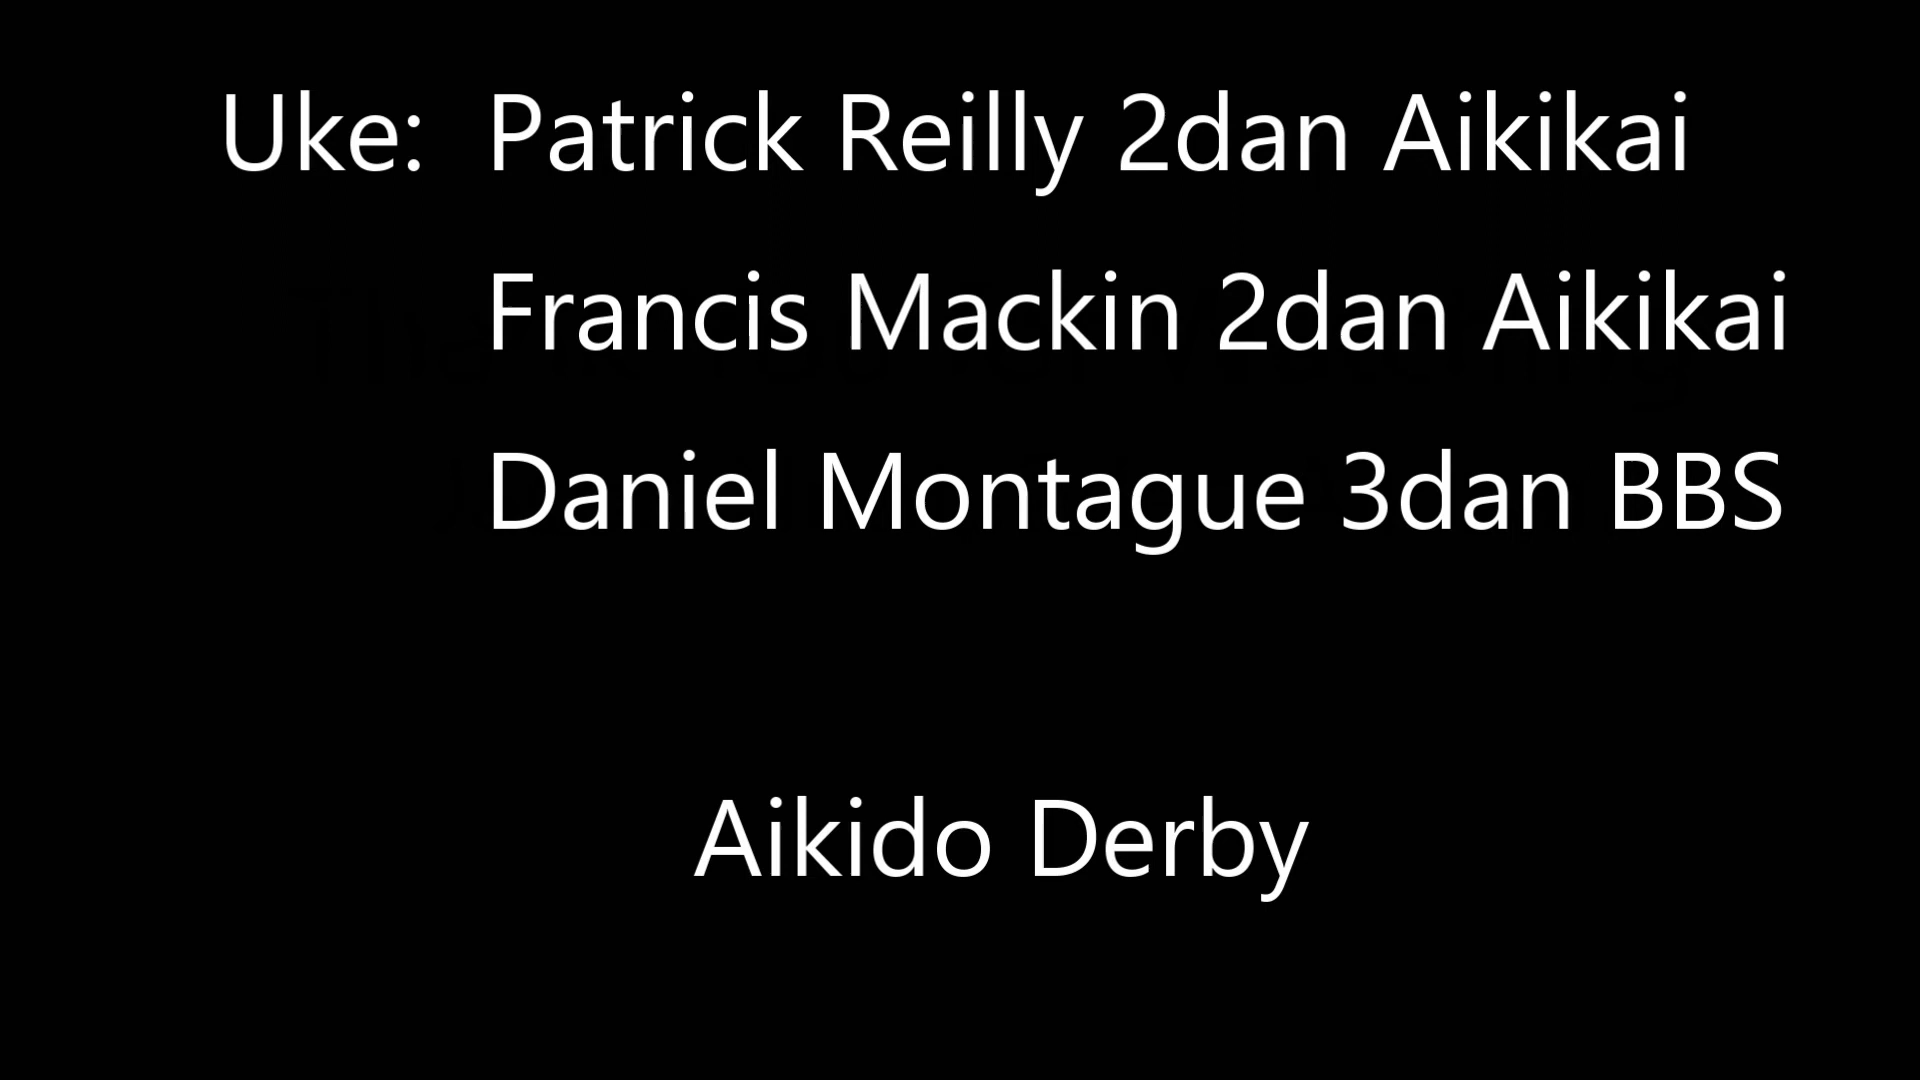 Uke: Patrick Reilly 2dan Aikikai
Francis Mackin 2dan Aikikai
Daniel Montague 3dan BBS
Aikido Derby